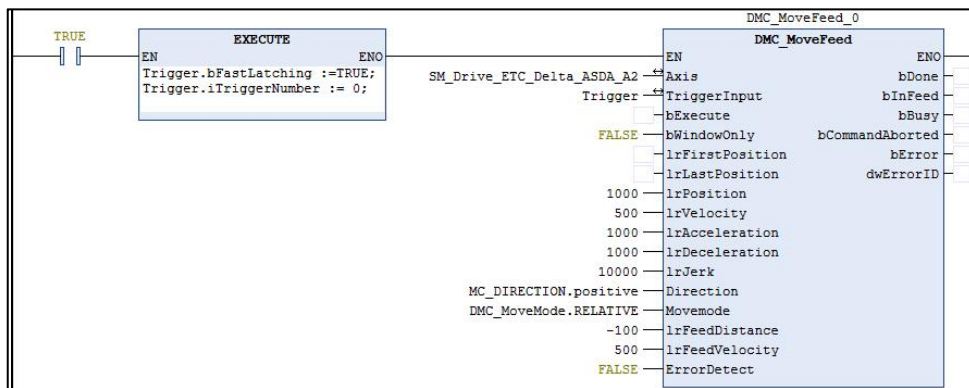 DMC_MoveFeed_0
TRUE
EXECUTE
DMC_MoveFeed
EN ENO
EN ENO
Trigger.bFastLatching :=TRUE;
Trigger.iTriggerNumber := 0;
SM_Drive_ETC_Delta_ASDA_A2 Axis bDone
Trigger TriggerInput bInFeed
bExecute bBusy
FALSE bWindowOnly bCommandAborted
lrFirstPosition bError
lrLastPosition dwErrorID
1000 lrPosition
500 lrVelocity
1000 lrAcceleration
1000 lrDeceleration
10000 lrJerk
MC_DIRECTION.positive Direction
DMC_MoveMode.RELATIVE Movemode
-100 lrFeedDistance
500 lrFeedVelocity
FALSE ErrorDetect